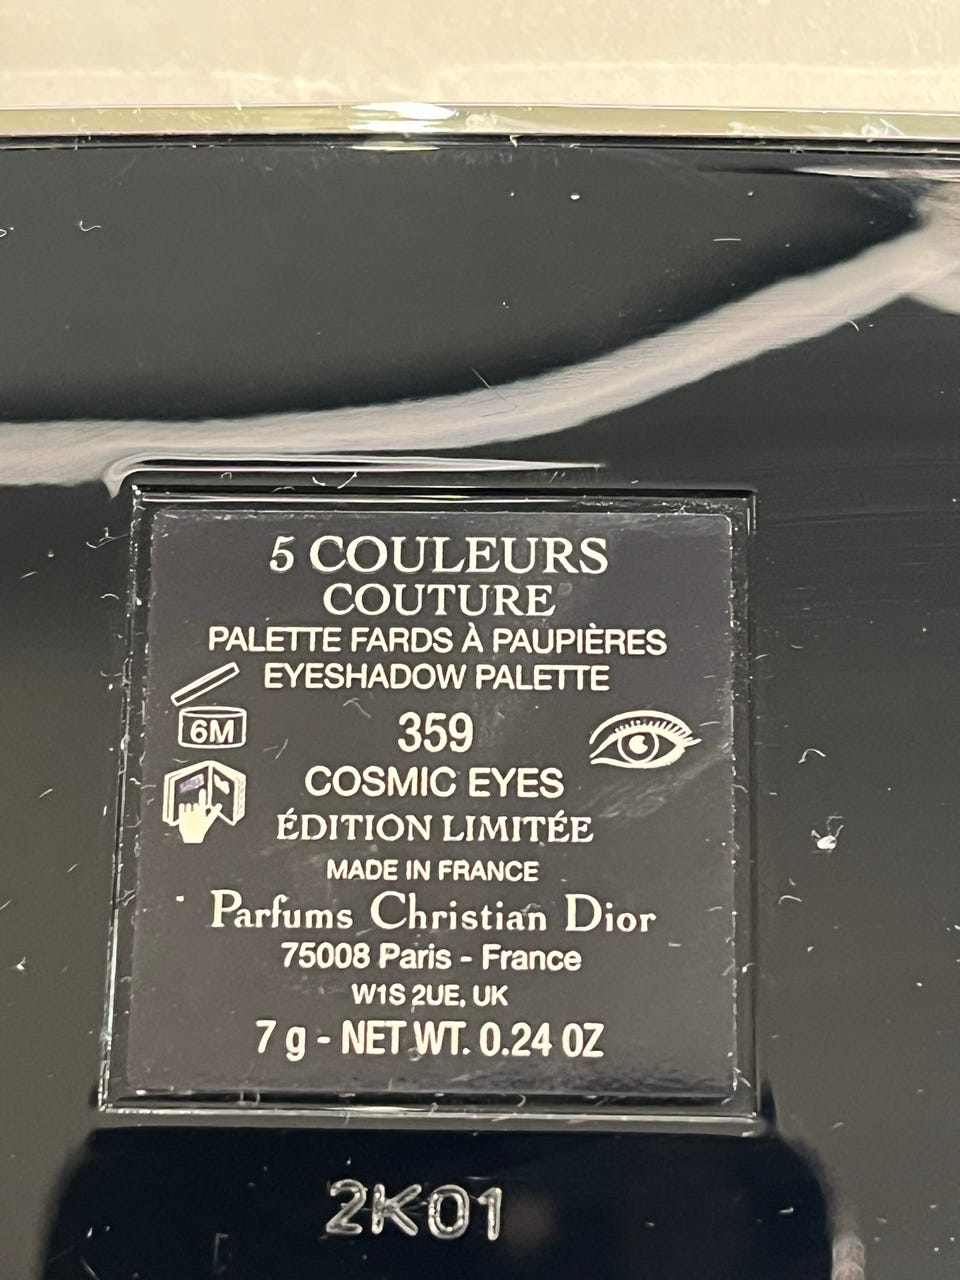 5 COULEURS
COUTURE
PALETTE FARDS À PAUPIÈRES
EYESHADOW PALETTE
6M
359
COSMIC EYES
ÉDITION LIMITÉE
MADE IN FRANCE
Parfums Christian Dior
75008 Paris - France
W1S 2UE, UK
7 g - NET WT. 0.24 OZ
2K01